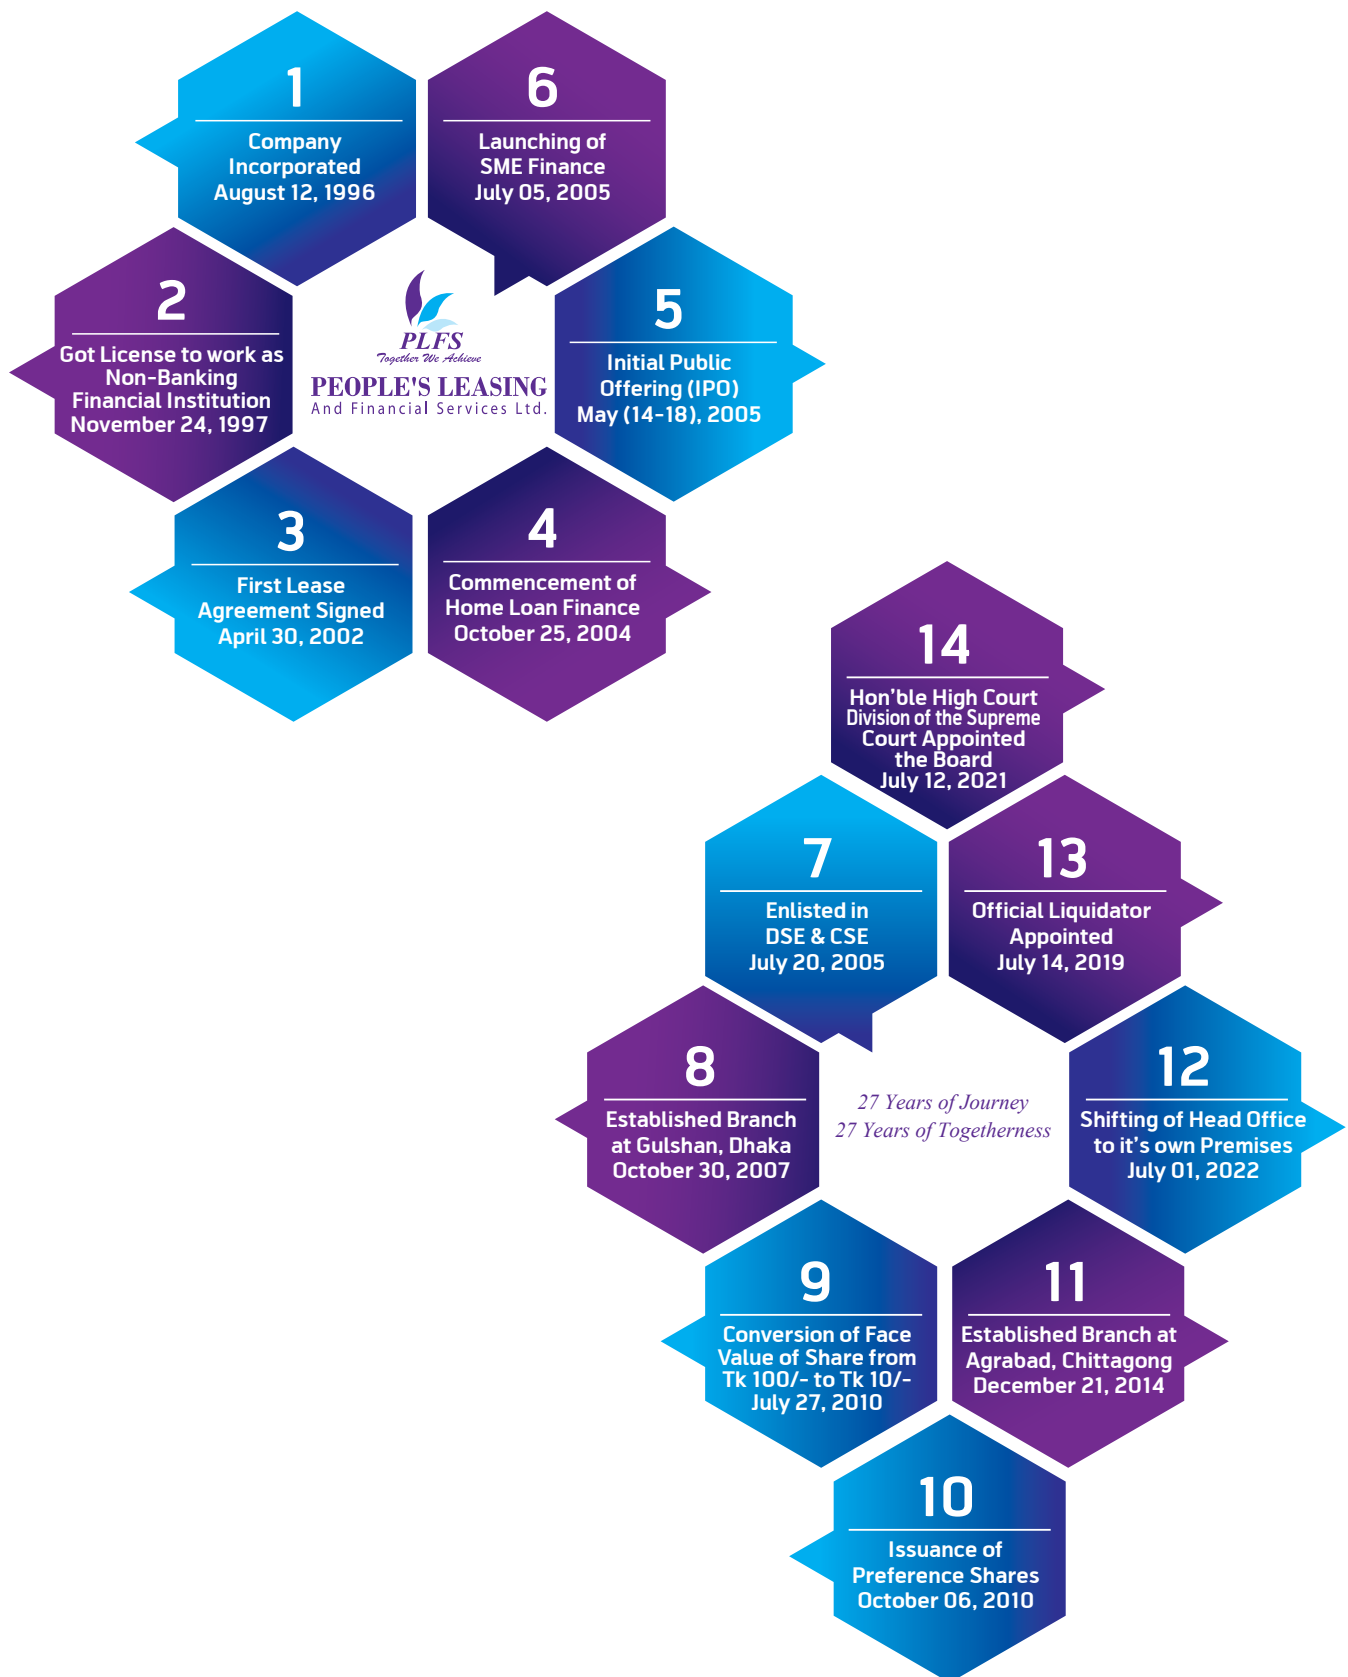 1
Company
Incorporated
August 12, 1996
2
Got License to work as
Non-Banking
Financial Institution
November 24, 1997
3
First Lease
Agreement Signed
April 30, 2002
4
Commencement of
Home Loan Finance
October 25, 2004
5
Initial Public
Offering (IPO)
May (14-18), 2005
6
Launching of
SME Finance
July 05, 2005
PLFS
Together We Achieve
PEOPLE'S LEASING
And Financial Services Ltd.
7
Enlisted in
DSE & CSE
July 20, 2005
8
Established Branch
at Gulshan, Dhaka
October 30, 2007
9
Conversion of Face
Value of Share from
Tk 100/- to Tk 10/-
July 27, 2010
10
Issuance of
Preference Shares
October 06, 2010
11
Established Branch at
Agrabad, Chittagong
December 21, 2014
12
Shifting of Head Office
to it's own Premises
July 01, 2022
13
Official Liquidator
Appointed
July 14, 2019
14
Hon'ble High Court
Division of the Supreme
Court Appointed
the Board
July 12, 2021
27 Years of Journey
27 Years of Togetherness